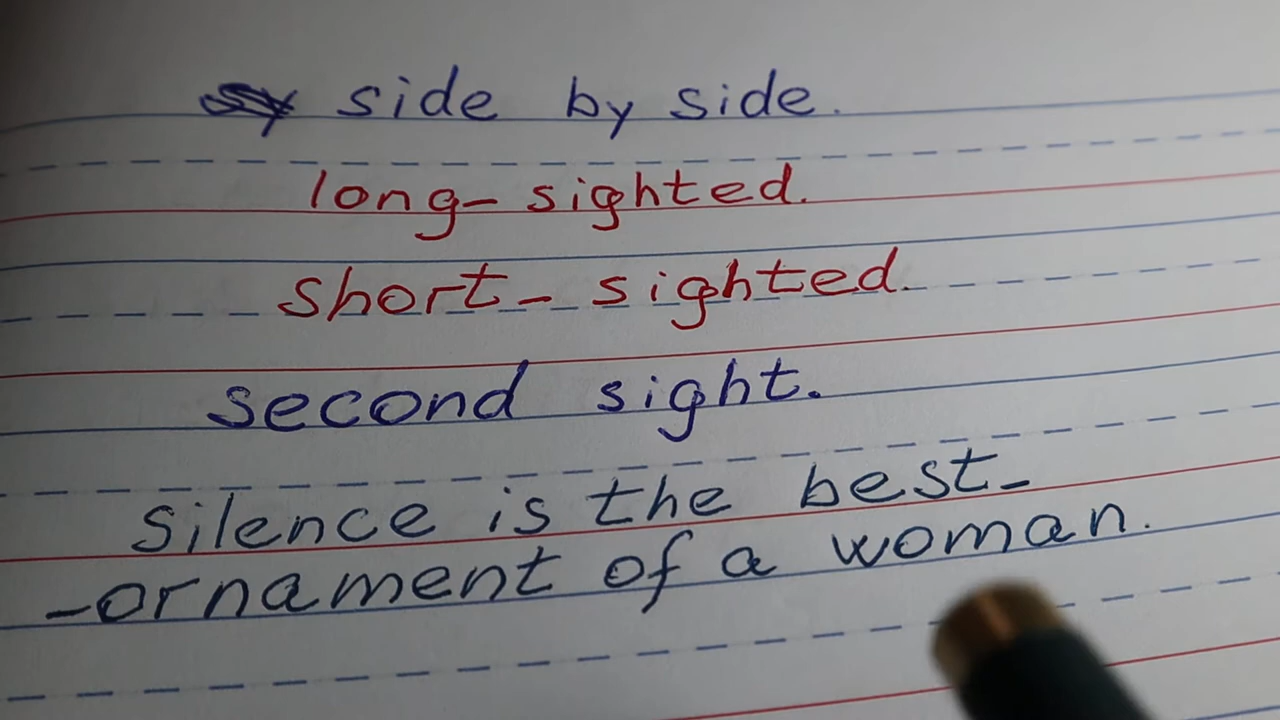 side by side.
long- sighted.
short- sighted.
second sight.
silence is the best-
-ornament of a woman.